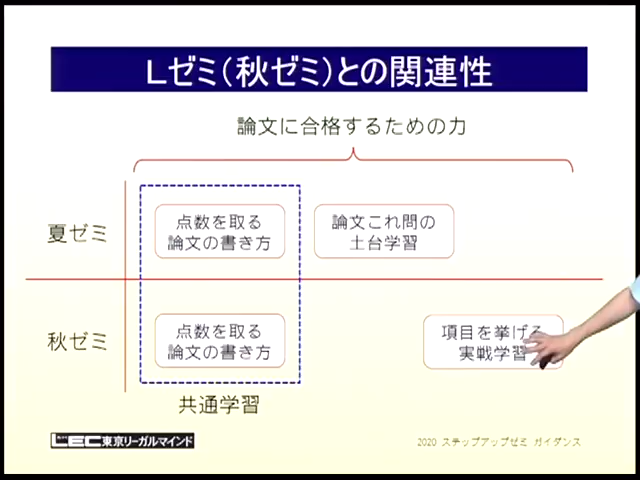 Lゼミ(秋ゼミ)との関連性
論文に合格するための力
夏ゼミ
点数を取る
論文の書き方
論文これ問の
土台学習
秋ゼミ
点数を取る
論文の書き方
項目を挙げる
実戦学習
共通学習
LEC東京リーガルマインド
2020 ステップアップゼミ ガイダンス